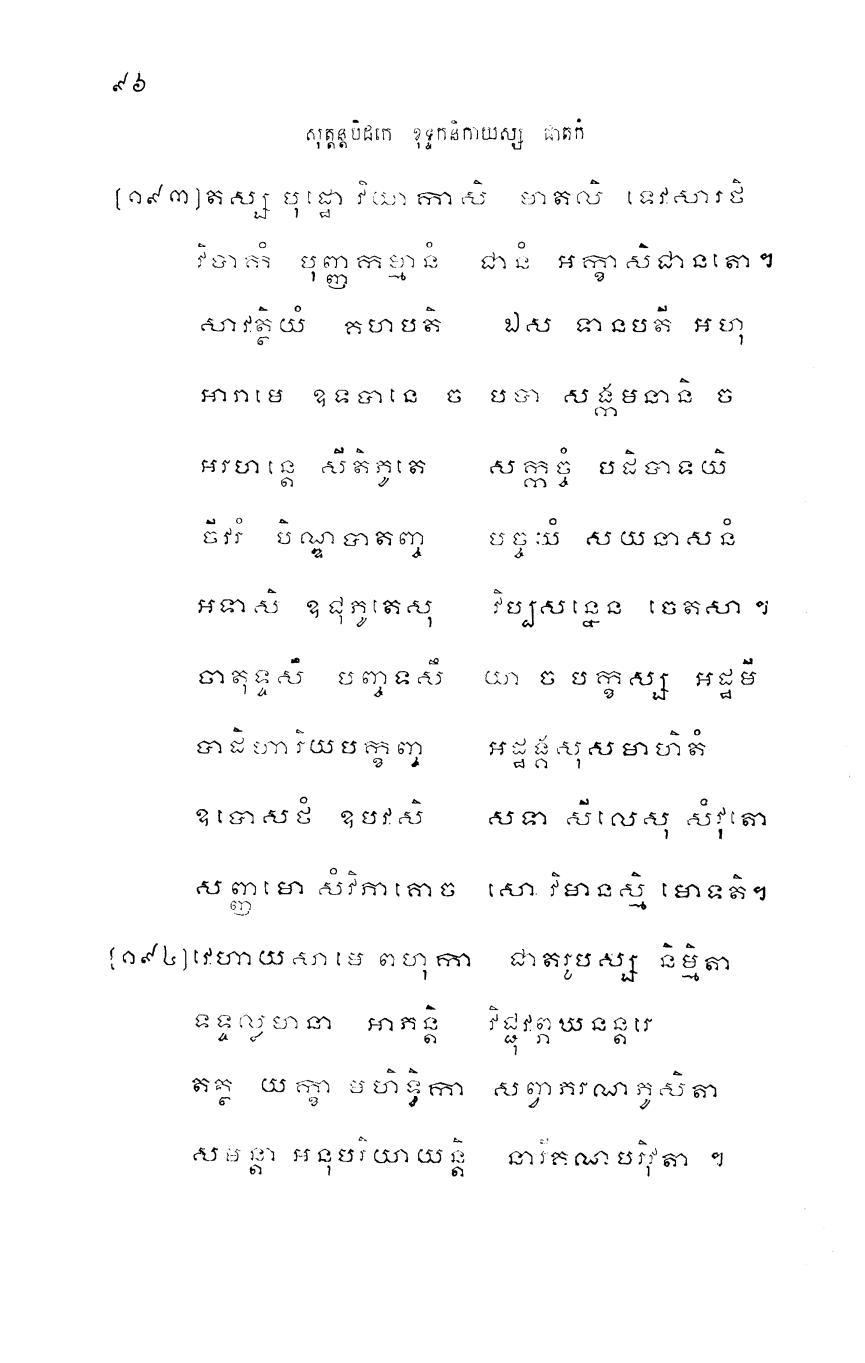 ៩៦
សុត្តន្តបិដកេ ខុទ្ទកនិកាយស្ស ជាតកំ
[១៩៣] តស្ស បុដ្ឋោ វិយាកាសិ មាតលិ ទេវសារថិ
វិបាកំ បុញ្ញកម្មានំ ជានំ អក្ខាសិជានតោ។
សាវត្ថិយំ គហបតិ ឯស ទានបតី អហុ
អារាមេ ឧទបានេ ច បបា សង្កមនានិ ច
អរហន្តេ សីតិភូតេ សក្កច្ចំ បដិបាទយិ
ចីវរំ បិណ្ឌបាតញ្ច បច្ចយំ សយនាសនំ
អទាសិ ឧជុភូតេសុ វិប្បសន្នេន ចេតសា។
ចាតុទ្ទសឹ បញ្ចទសឹ យា ច បក្ខស្ស អដ្ឋមី
បាដិហារិយបក្ខញ្ច អដ្ឋង្គសុសមាហិតំ
ឧបោសថំ ឧបវសិ សទា សីលេសុ សំវុតោ
សញ្ញមោ សំវិភាតោច សោ វិមានស្មិ មោទតិ។
[១៩៤] វេហាយសាមេ ពហុកា ជាតរូបស្ស និម្មិតា
ទទ្ទល្លមានា អាភន្តិ វិជ្ជុវព្ភឃនន្តរេ
តត្ថ យក្ខា មហិទ្ធិកា សព្វាភរណភូសិតា
សមន្តា អនុបរិយាយន្តិ នារីគណបរិវុតា ។